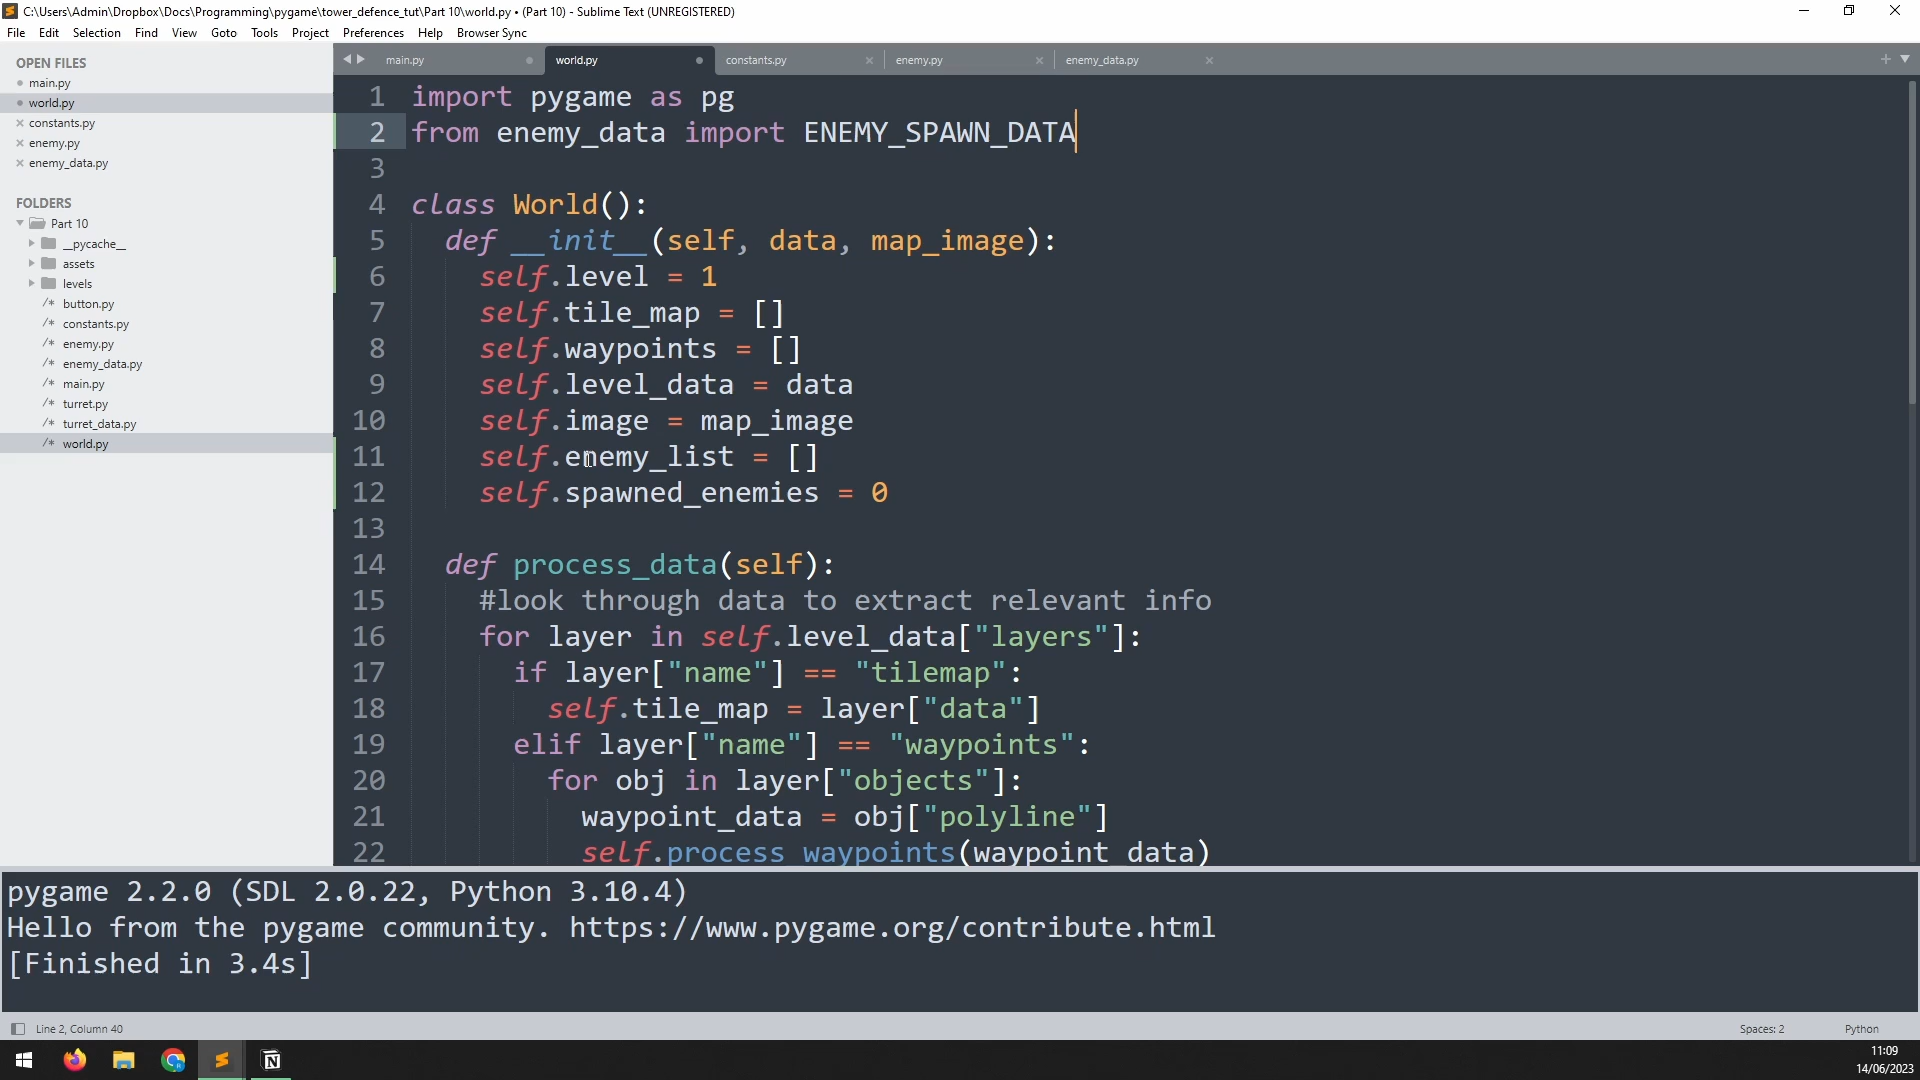 C:\Users\Admin\Dropbox\Docs\Programming\pygame\tower_defence_tut\Part 10\world.py • (Part 10) - Sublime Text (UNREGISTERED)
File Edit Selection Find View Goto Tools Project Preferences Help Browser Sync
OPEN FILES
main.py
world.py
constants.py
enemy.py
enemy_data.py
FOLDERS
Part 10
__pycache__
assets
levels
/* button.py
/* constants.py
/* enemy.py
/* enemy_data.py
/* main.py
/* turret.py
/* turret_data.py
/* world.py
main.py world.py constants.py enemy.py enemy_data.py
1 import pygame as pg
2 from enemy_data import ENEMY_SPAWN_DATA
3
4 class World():
5 def __init__(self, data, map_image):
6 self.level = 1
7 self.tile_map = []
8 self.waypoints = []
9 self.level_data = data
10 self.image = map_image
11 self.enemy_list = []
12 self.spawned_enemies = 0
13
14 def process_data(self):
15 #look through data to extract relevant info
16 for layer in self.level_data["layers"]:
17 if layer["name"] == "tilemap":
18 self.tile_map = layer["data"]
19 elif layer["name"] == "waypoints":
20 for obj in layer["objects"]:
21 waypoint_data = obj["polyline"]
22 self.process_waypoints(waypoint_data)
pygame 2.2.0 (SDL 2.0.22, Python 3.10.4)
Hello from the pygame community. https://www.pygame.org/contribute.html
[Finished in 3.4s]
Line 2, Column 40
Spaces: 2
Python
11:09
14/06/2023